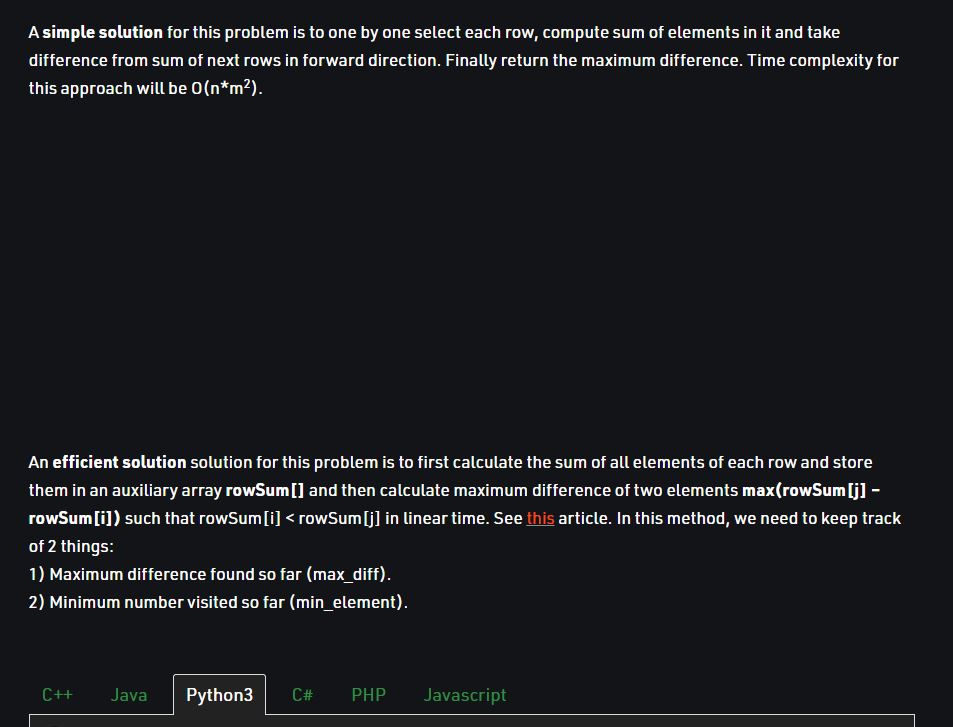 A simple solution for this problem is to one by one select each row, compute sum of elements in it and take
difference from sum of next rows in forward direction. Finally return the maximum difference. Time complexity for
this approach will be O(n*m²).
An efficient solution solution for this problem is to first calculate the sum of all elements of each row and store
them in an auxiliary array rowSum[] and then calculate maximum difference of two elements max(rowSum[j] –
rowSum[i]) such that rowSum[i] < rowSum[j] in linear time. See this article. In this method, we need to keep track
of 2 things:
1) Maximum difference found so far (max_diff).
2) Minimum number visited so far (min_element).
C++ Java Python3 C# PHP Javascript